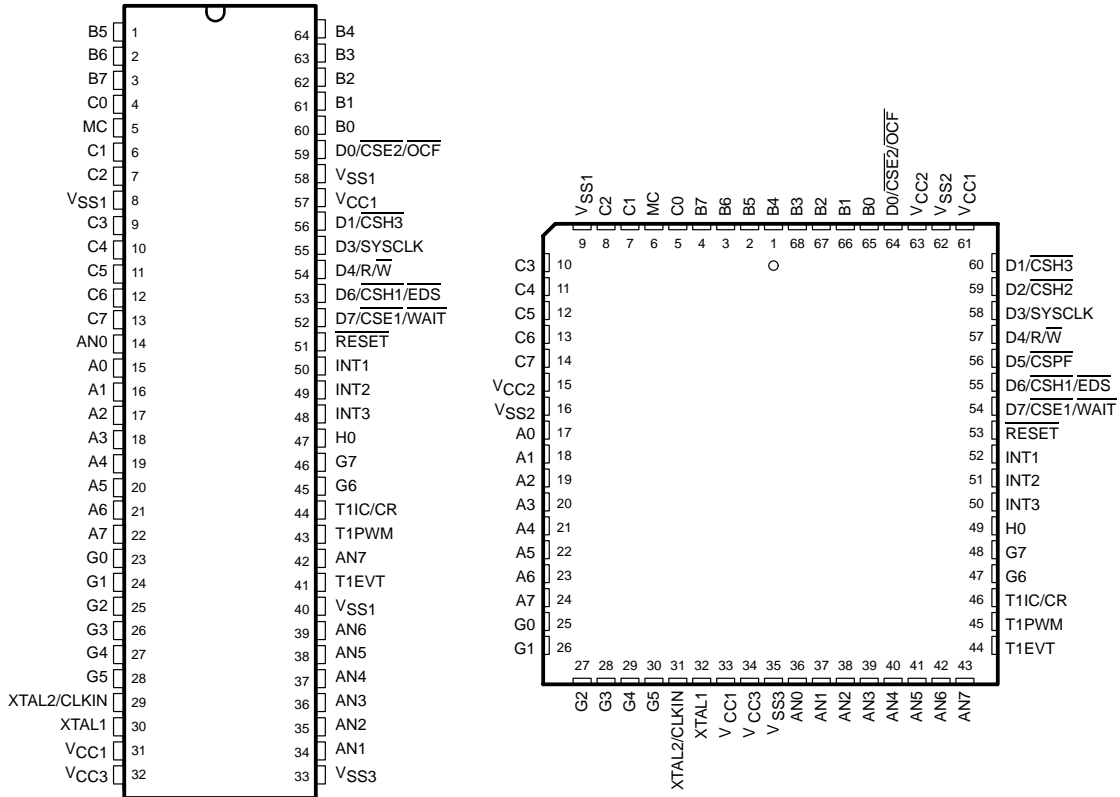 B5 1 64 B4
B6 2 63 B3
B7 3 62 B2
C0 4 61 B1
MC 5 60 B0
C1 6 59 D0/CSE2/OCF
C2 7 58 VSS1
VSS1 8 57 VCC1
C3 9 56 D1/CSH3
C4 10 55 D3/SYSCLK
C5 11 54 D4/R/W
C6 12 53 D6/CSH1/EDS
C7 13 52 D7/CSE1/WAIT
AN0 14 51 RESET
A0 15 50 INT1
A1 16 49 INT2
A2 17 48 INT3
A3 18 47 H0
A4 19 46 G7
A5 20 45 G6
A6 21 44 T1IC/CR
A7 22 43 T1PWM
G0 23 42 AN7
G1 24 41 T1EVT
G2 25 40 VSS1
G3 26 39 AN6
G4 27 38 AN5
G5 28 37 AN4
XTAL2/CLKIN 29 36 AN3
XTAL1 30 35 AN2
VCC1 31 34 AN1
VCC3 32 33 VSS3
VSS1 C2 C1 MC C0 B7 B6 B5 B4 B3 B2 B1 B0 D0/CSE2/OCF VCC2 VSS2 VCC1
9 8 7 6 5 4 3 2 1 68 67 66 65 64 63 62 61
C3 10 60 D1/CSH3
C4 11 59 D2/CSH2
C5 12 58 D3/SYSCLK
C6 13 57 D4/R/W
C7 14 56 D5/CSPF
VCC2 15 55 D6/CSH1/EDS
VSS2 16 54 D7/CSE1/WAIT
A0 17 53 RESET
A1 18 52 INT1
A2 19 51 INT2
A3 20 50 INT3
A4 21 49 H0
A5 22 48 G7
A6 23 47 G6
A7 24 46 T1IC/CR
G0 25 45 T1PWM
G1 26 44 T1EVT
27 28 29 30 31 32 33 34 35 36 37 38 39 40 41 42 43
G2 G3 G4 G5 XTAL2/CLKIN XTAL1 VCC1 VCC3 VSS3 AN0 AN1 AN2 AN3 AN4 AN5 AN6 AN7